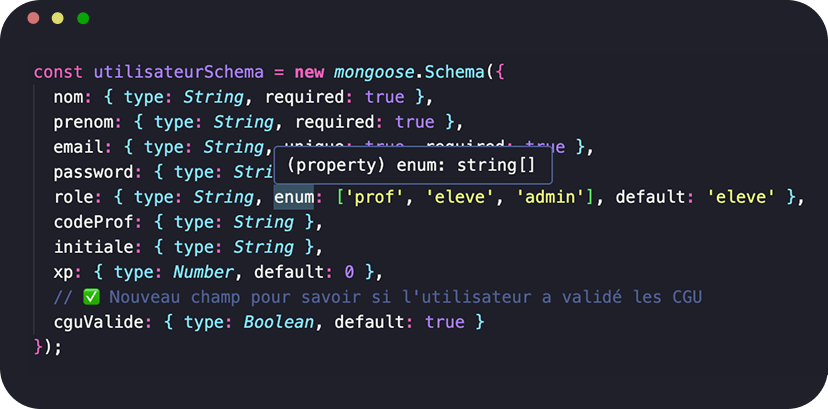 const utilisateurSchema = new mongoose.Schema({
nom: { type: String, required: true },
prenom: { type: String, required: true },
email: { type: String, unique: true, required: true },
(property) enum: string[]
password: { type: Stri
role: { type: String, enum: ['prof', 'eleve', 'admin'], default: 'eleve' },
codeProf: { type: String },
initiale: { type: String },
xp: { type: Number, default: 0 },
// ✅ Nouveau champ pour savoir si l'utilisateur a validé les CGU
cguValide: { type: Boolean, default: true }
});